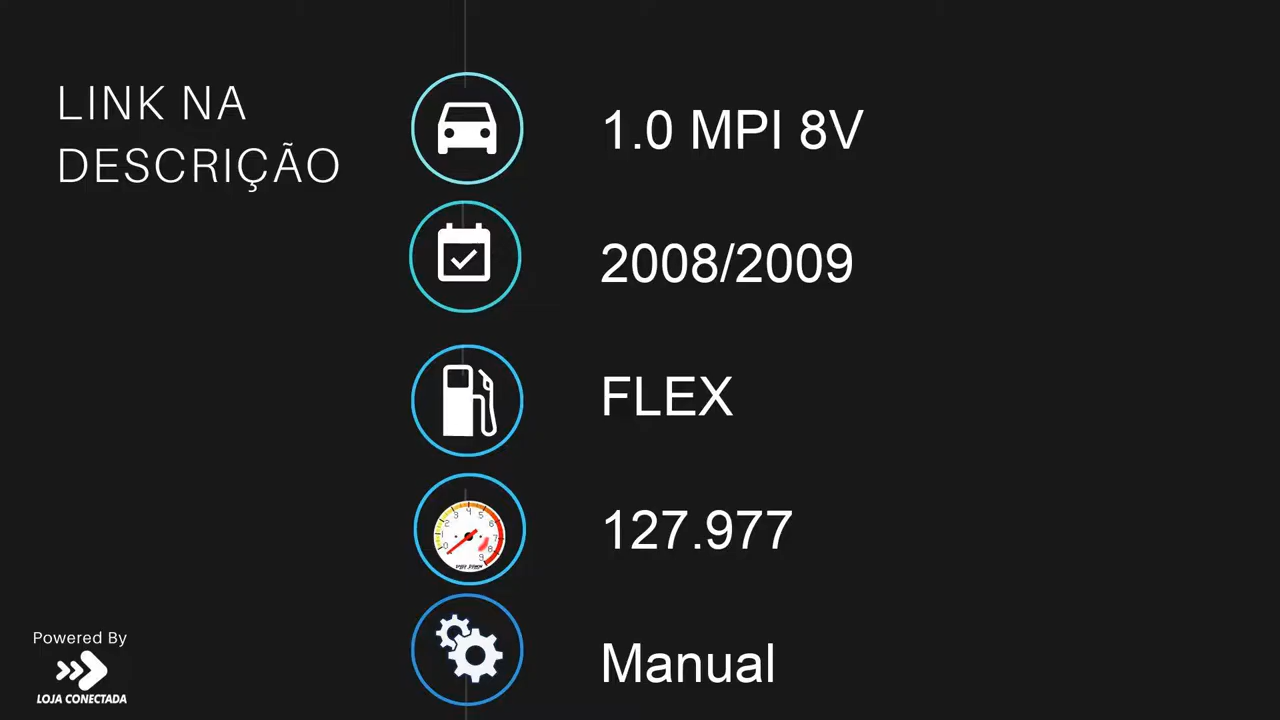 LINK NA
DESCRIÇÃO
1.0 MPI 8V
2008/2009
FLEX
127.977
Manual
Powered By
LOJA CONECTADA